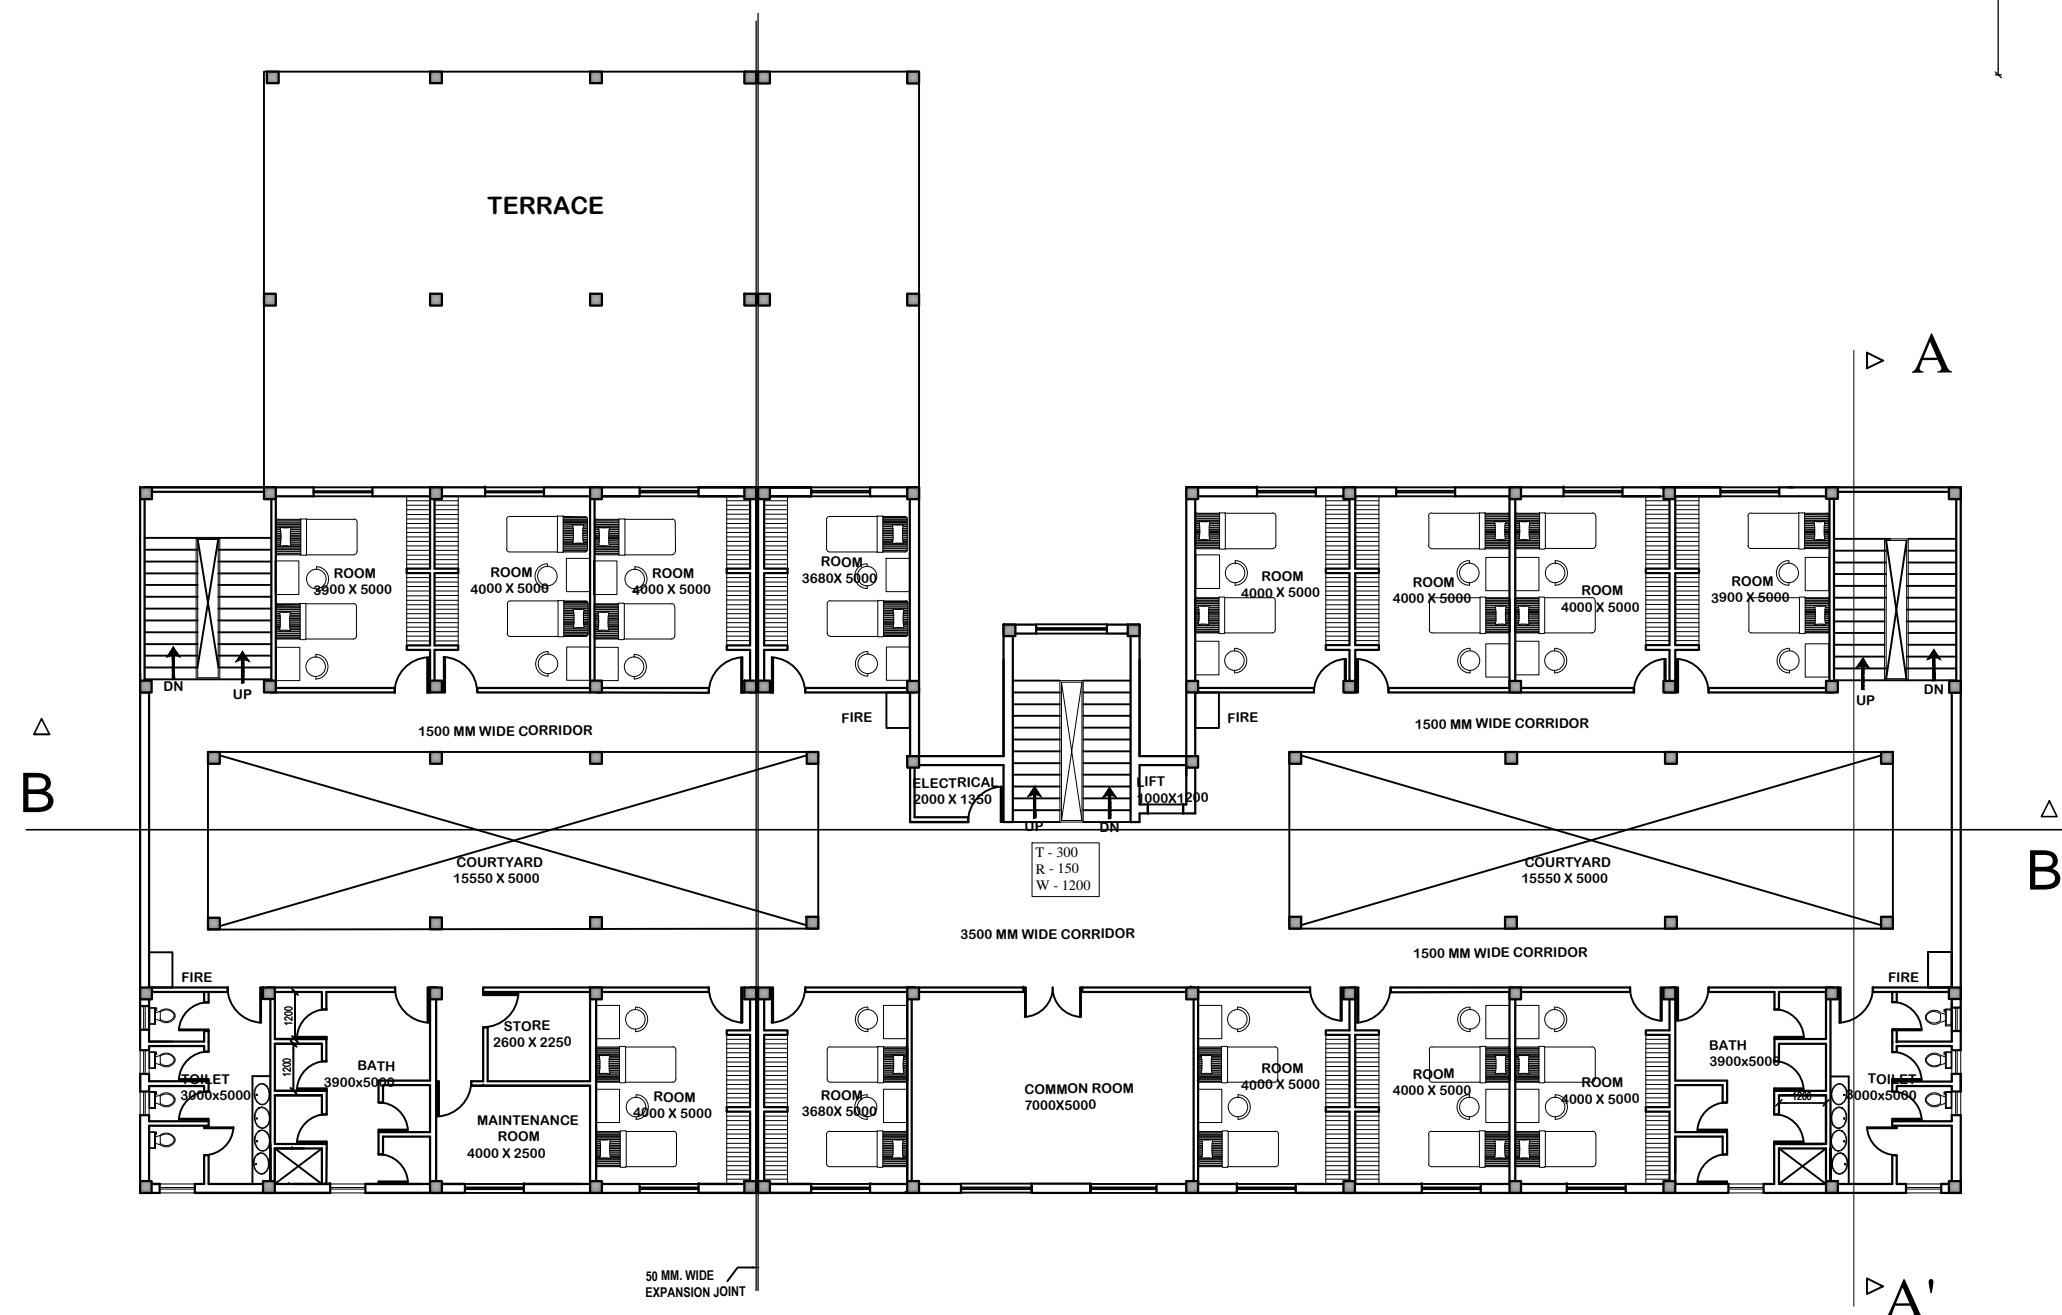 TERRACE
A
ROOM
3900 X 5000
ROOM
4000 X 5000
ROOM
4000 X 5000
ROOM
3680X 5000
ROOM
4000 X 5000
ROOM
4000 X 5000
ROOM
4000 X 5000
ROOM
3900 X 5000
DN
UP
UP
DN
FIRE
FIRE
1500 MM WIDE CORRIDOR
1500 MM WIDE CORRIDOR
B
ELECTRICAL
2000 X 1350
LIFT
1000X1200
UP
DN
T - 300
R - 150
W - 1200
COURTYARD
15550 X 5000
COURTYARD
15550 X 5000
B
3500 MM WIDE CORRIDOR
1500 MM WIDE CORRIDOR
FIRE
FIRE
1200
1200
STORE
2600 X 2250
BATH
3900x5000
TOILET
3000x5000
MAINTENANCE
ROOM
4000 X 2500
ROOM
4000 X 5000
ROOM
3680X 5000
COMMON ROOM
7000X5000
ROOM
4000 X 5000
ROOM
4000 X 5000
ROOM
4000 X 5000
BATH
3900x5000
1200
TOILET
3000x5000
50 MM. WIDE
EXPANSION JOINT
A'